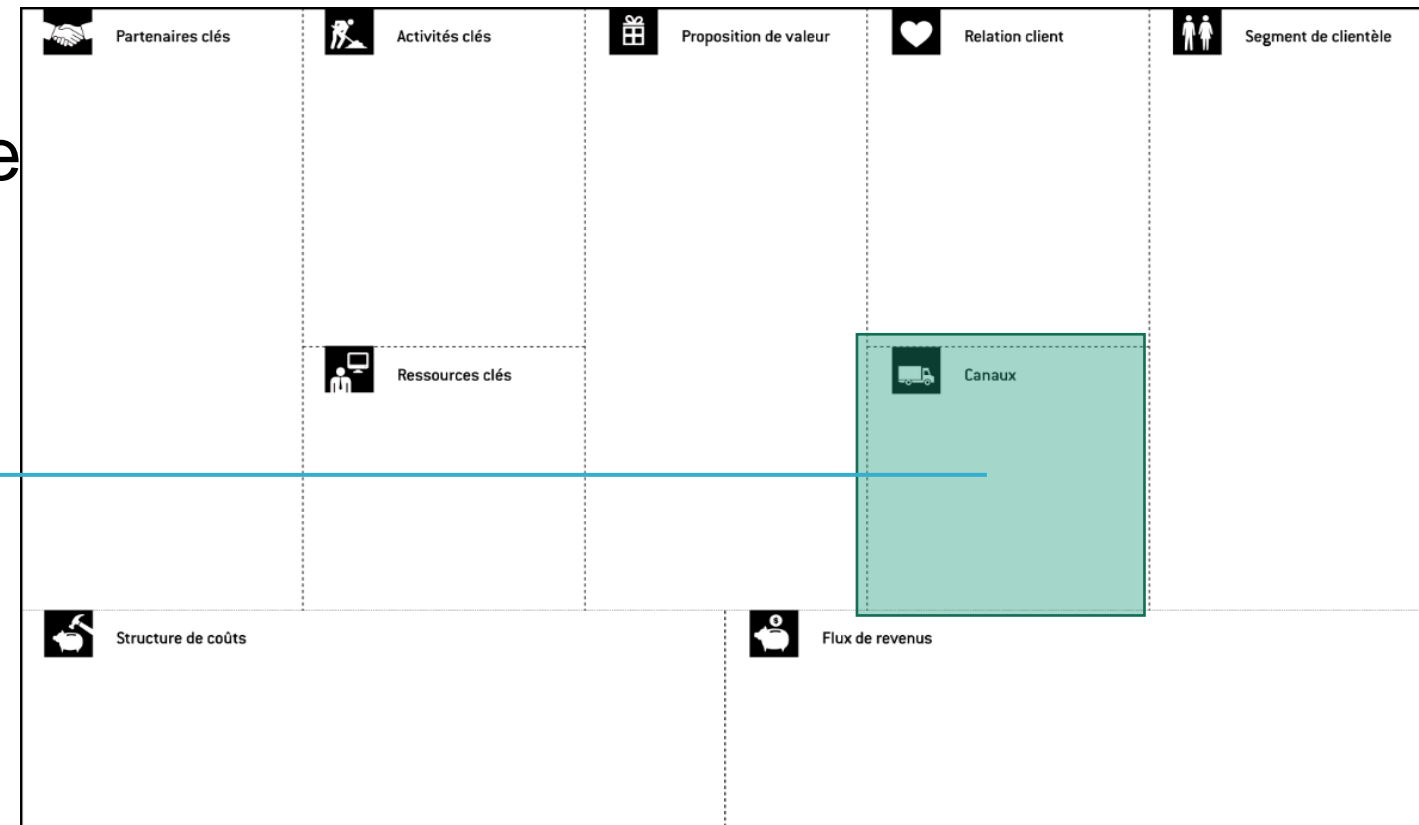 Partenaires clés
Activités clés
Proposition de valeur
Relation client
Segment de clientèle
e
Ressources clés
Canaux
Structure de coûts
Flux de revenus